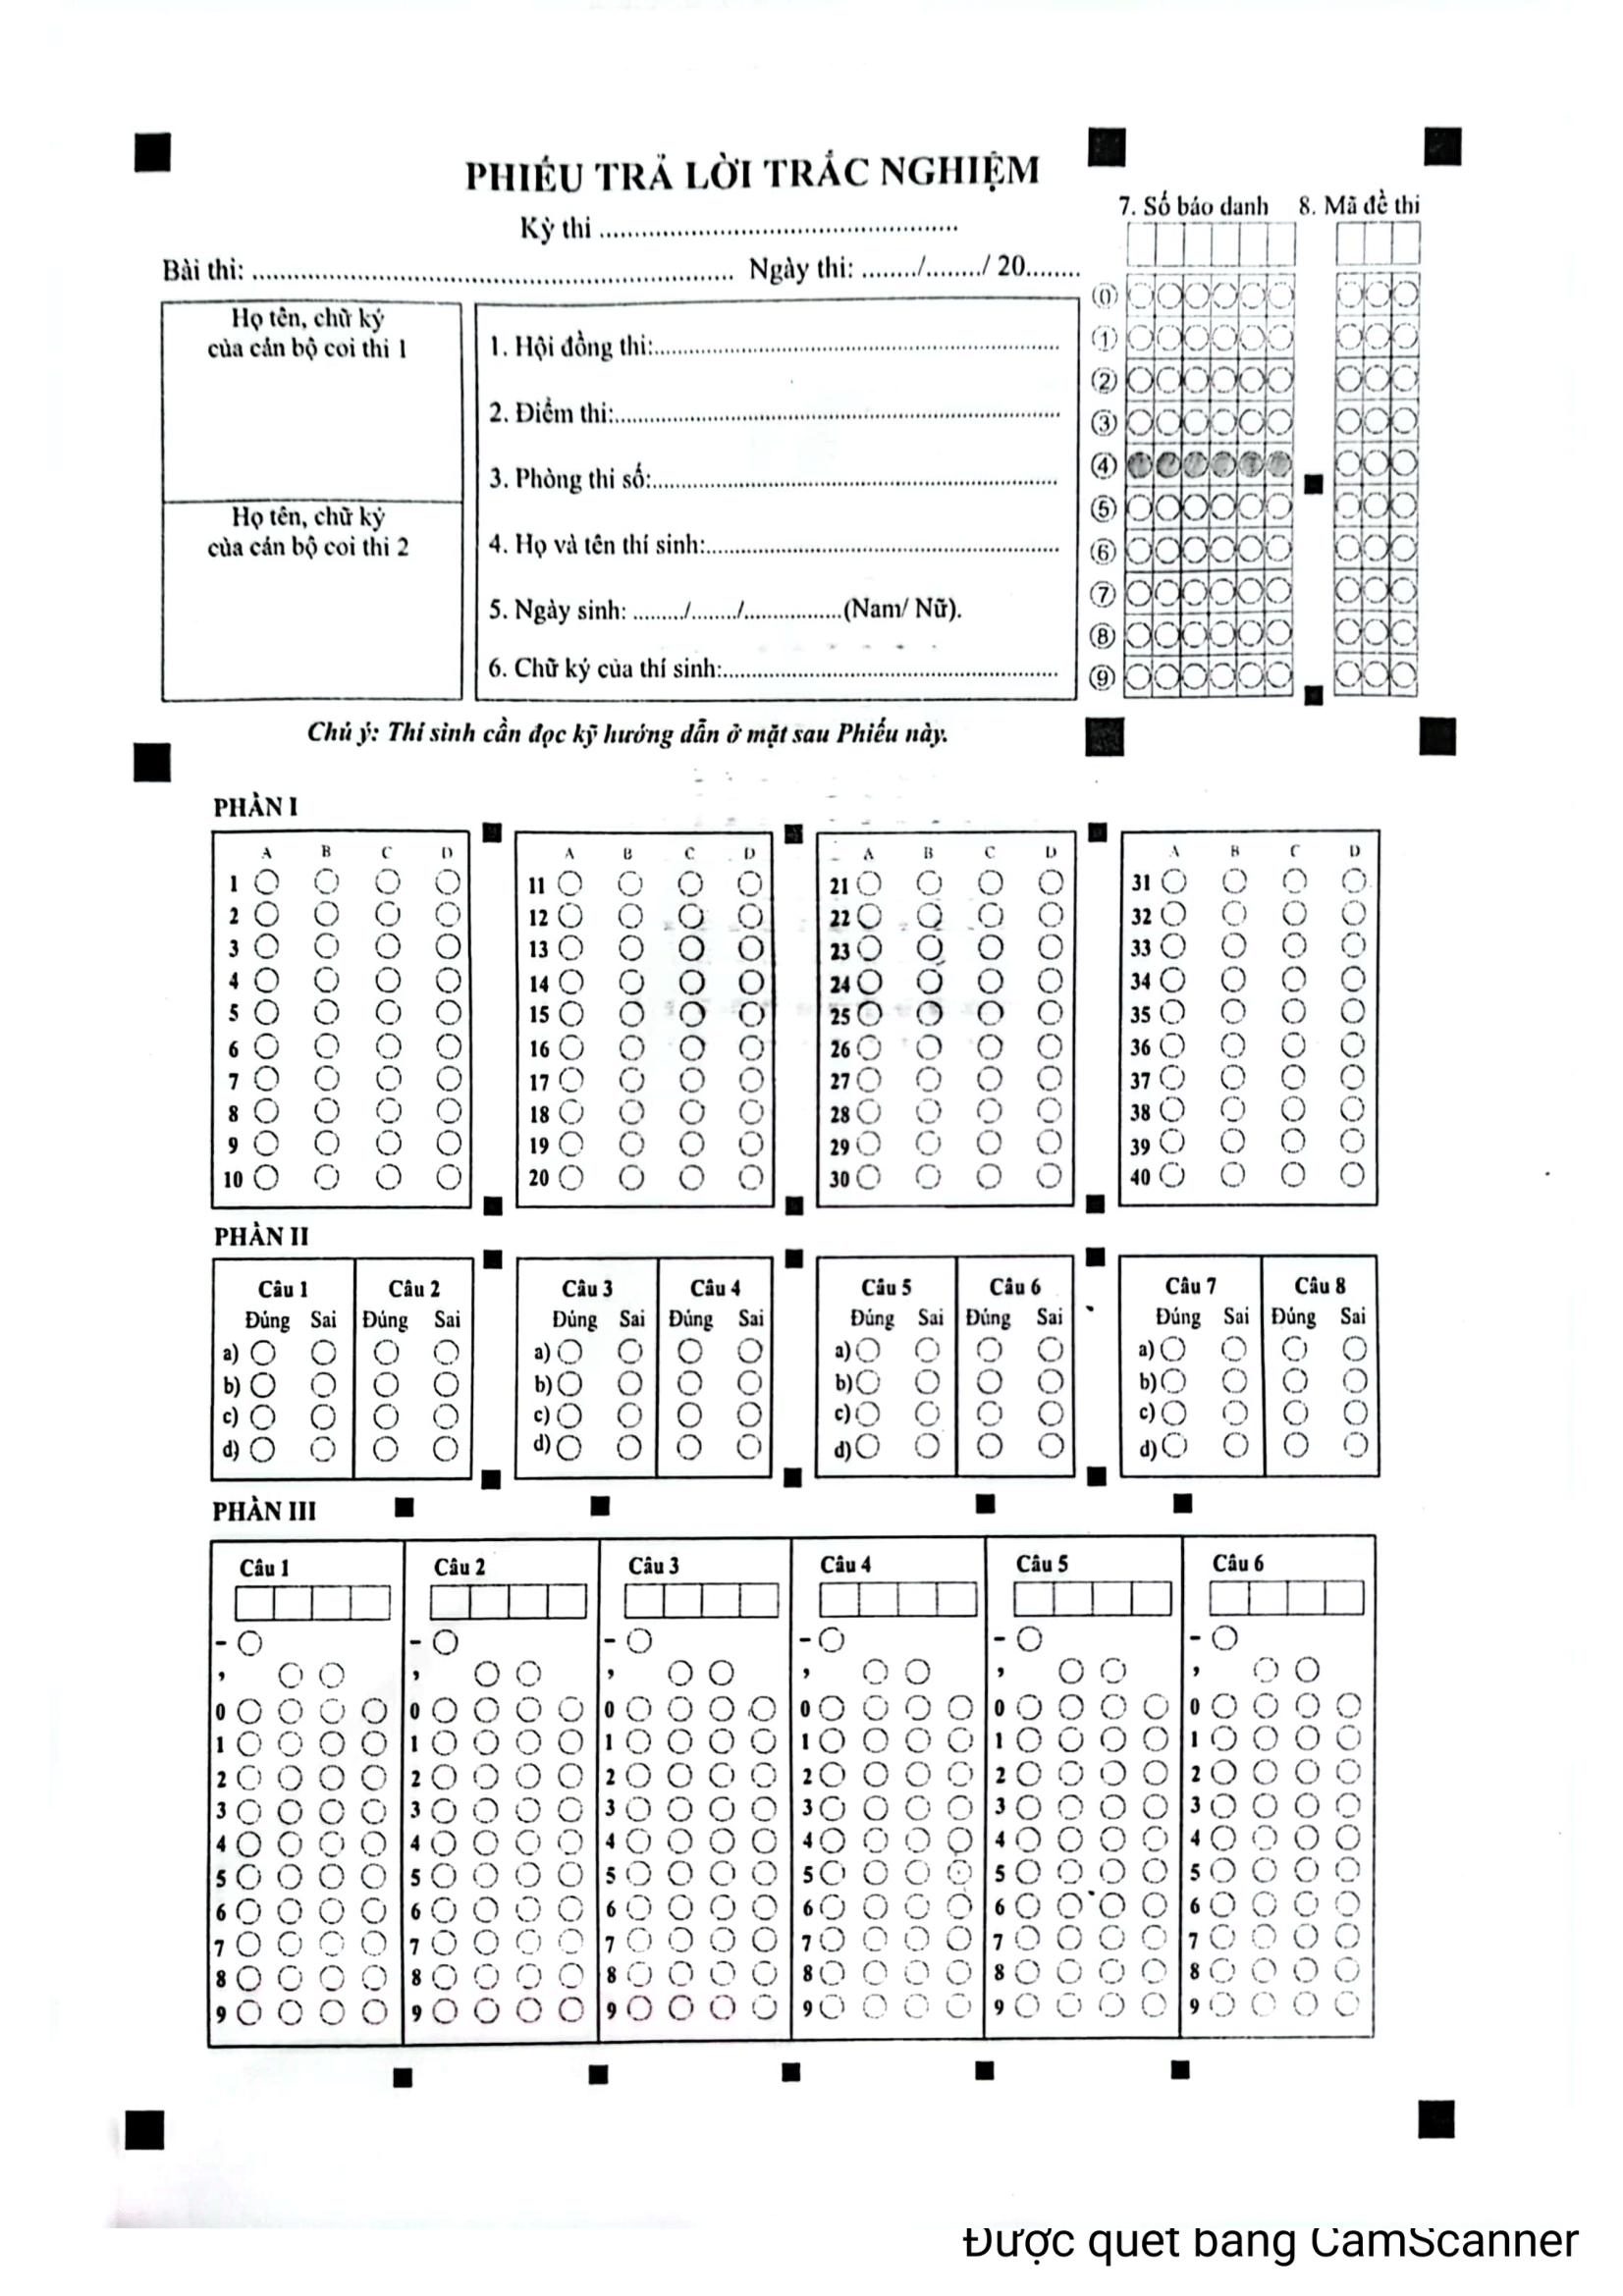 PHIẾU TRẢ LỜI TRẮC NGHIỆM
Kỳ thi ................................................
Bài thi: ................................................................ Ngày thi: ......../......../ 20........
7. Số báo danh 8. Mã đề thi
Họ tên, chữ ký
của cán bộ coi thi 1
Họ tên, chữ ký
của cán bộ coi thi 2
1. Hội đồng thi:................................................
2. Điểm thi:................................................
3. Phòng thi số:................................................
4. Họ và tên thí sinh:................................................
5. Ngày sinh: ......../......./...............(Nam/ Nữ).
6. Chữ ký của thí sinh:................................................
0
1
2
3
4
5
6
7
8
9
Chú ý: Thí sinh cần đọc kỹ hướng dẫn ở mặt sau Phiếu này.
PHẦN I
A B C D A B C D A B C D A B C D
1 11 21 31
2 12 22 32
3 13 23 33
4 14 24 34
5 15 25 35
6 16 26 36
7 17 27 37
8 18 28 38
9 19 29 39
10 20 30 40
PHẦN II
Câu 1 Câu 2 Câu 3 Câu 4 Câu 5 Câu 6 Câu 7 Câu 8
Đúng Sai Đúng Sai Đúng Sai Đúng Sai Đúng Sai Đúng Sai Đúng Sai Đúng Sai
a) a) a) a)
b) b) b) b)
c) c) c) c)
d) d) d) d)
PHẦN III
Câu 1 Câu 2 Câu 3 Câu 4 Câu 5 Câu 6
- - - - - -
, , , , , ,
0 0 0 0 0 0
1 1 1 1 1 1
2 2 2 2 2 2
3 3 3 3 3 3
4 4 4 4 4 4
5 5 5 5 5 5
6 6 6 6 6 6
7 7 7 7 7 7
8 8 8 8 8 8
9 9 9 9 9 9
Được quét bằng CamScanner